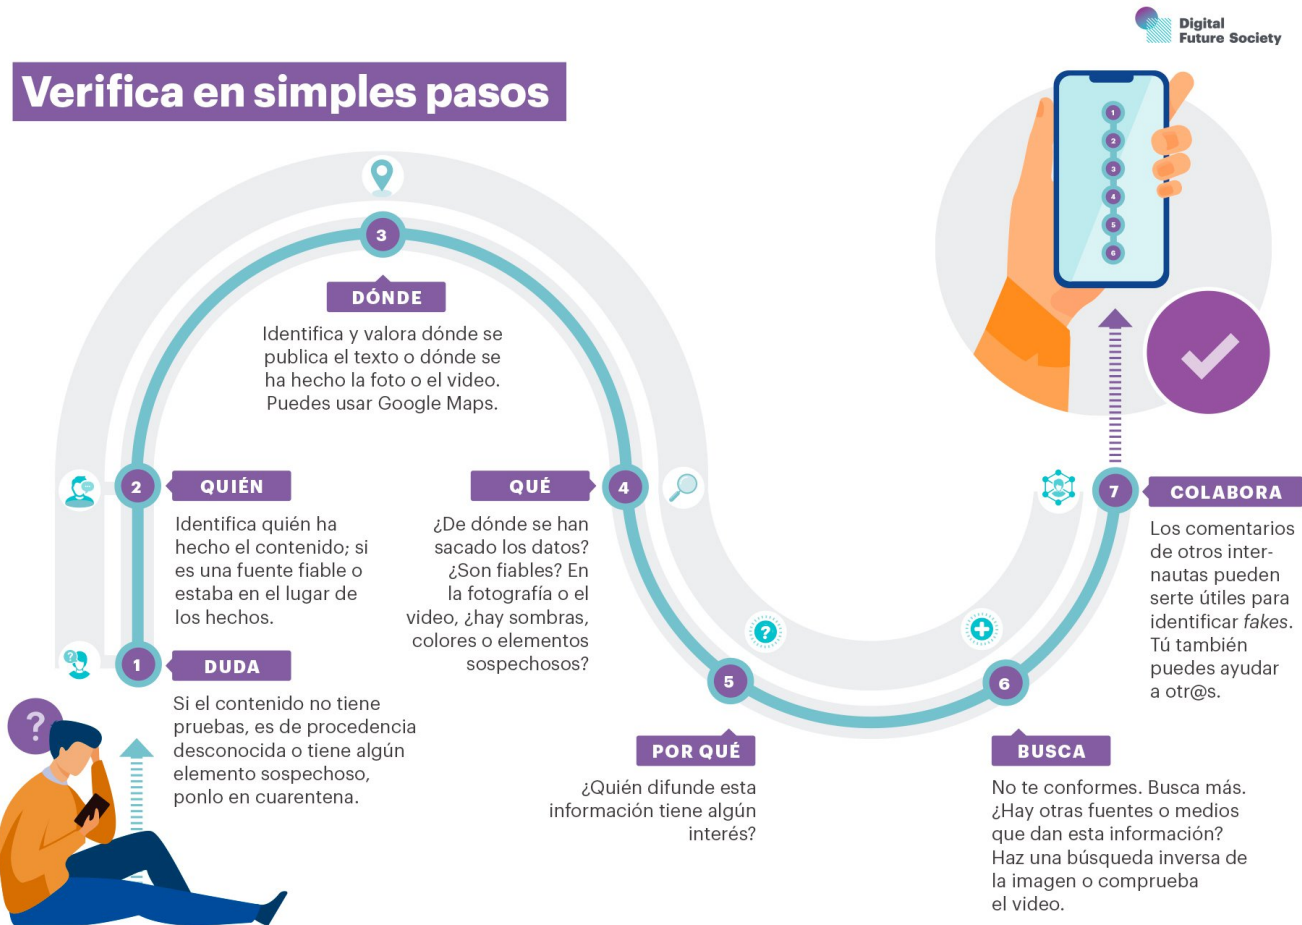 Digital
Future Society
Verifica en simples pasos
1
2
3
4
5
6
3
DÓNDE
Identifica y valora dónde se
publica el texto o dónde se
ha hecho la foto o el video.
Puedes usar Google Maps.
2
QUIÉN
Identifica quién ha
hecho el contenido; si
es una fuente fiable o
estaba en el lugar de
los hechos.
1
DUDA
Si el contenido no tiene
pruebas, es de procedencia
desconocida o tiene algún
elemento sospechoso,
ponlo en cuarentena.
?
?
QUÉ
4
¿De dónde se han
sacado los datos?
¿Son fiables? En
la fotografía o el
video, ¿hay sombras,
colores o elementos
sospechosos?
?
5
POR QUÉ
¿Quién difunde esta
información tiene algún
interés?
6
BUSCA
No te conformes. Busca más.
¿Hay otras fuentes o medios
que dan esta información?
Haz una búsqueda inversa de
la imagen o comprueba
el video.
7
COLABORA
Los comentarios
de otros inter-
nautas pueden
serte útiles para
identificar fakes.
Tú también
puedes ayudar
a otr@s.